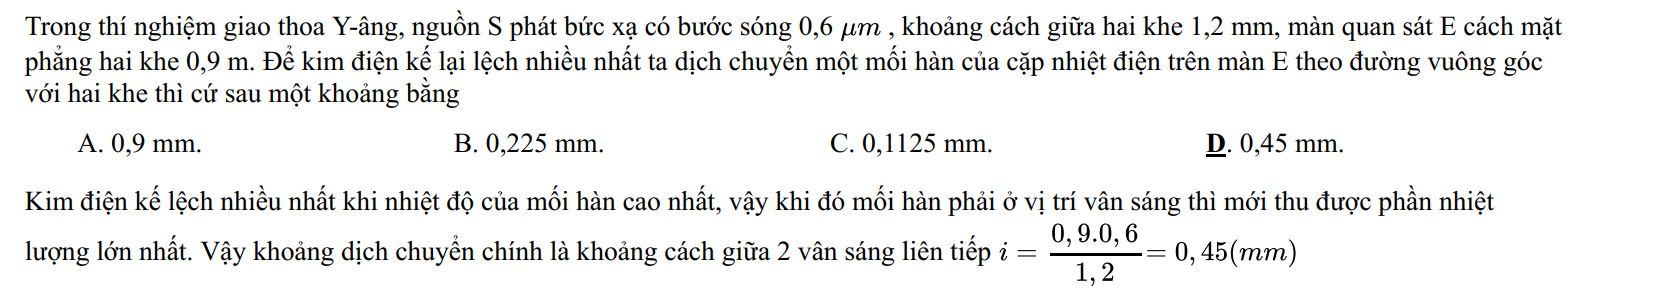 Trong thí nghiệm giao thoa Y-âng, nguồn S phát bức xạ có bước sóng 0,6 μm , khoảng cách giữa hai khe 1,2 mm, màn quan sát E cách mặt
phẳng hai khe 0,9 m. Để kim điện kế lại lệch nhiều nhất ta dịch chuyển một mối hàn của cặp nhiệt điện trên màn E theo đường vuông góc
với hai khe thì cứ sau một khoảng bằng
A. 0,9 mm. B. 0,225 mm. C. 0,1125 mm. D. 0,45 mm.
Kim điện kế lệch nhiều nhất khi nhiệt độ của mối hàn cao nhất, vậy khi đó mối hàn phải ở vị trí vân sáng thì mới thu được phần nhiệt
lượng lớn nhất. Vậy khoảng dịch chuyển chính là khoảng cách giữa 2 vân sáng liên tiếp i = \frac{0,9.0,6}{1,2} = 0,45(mm)